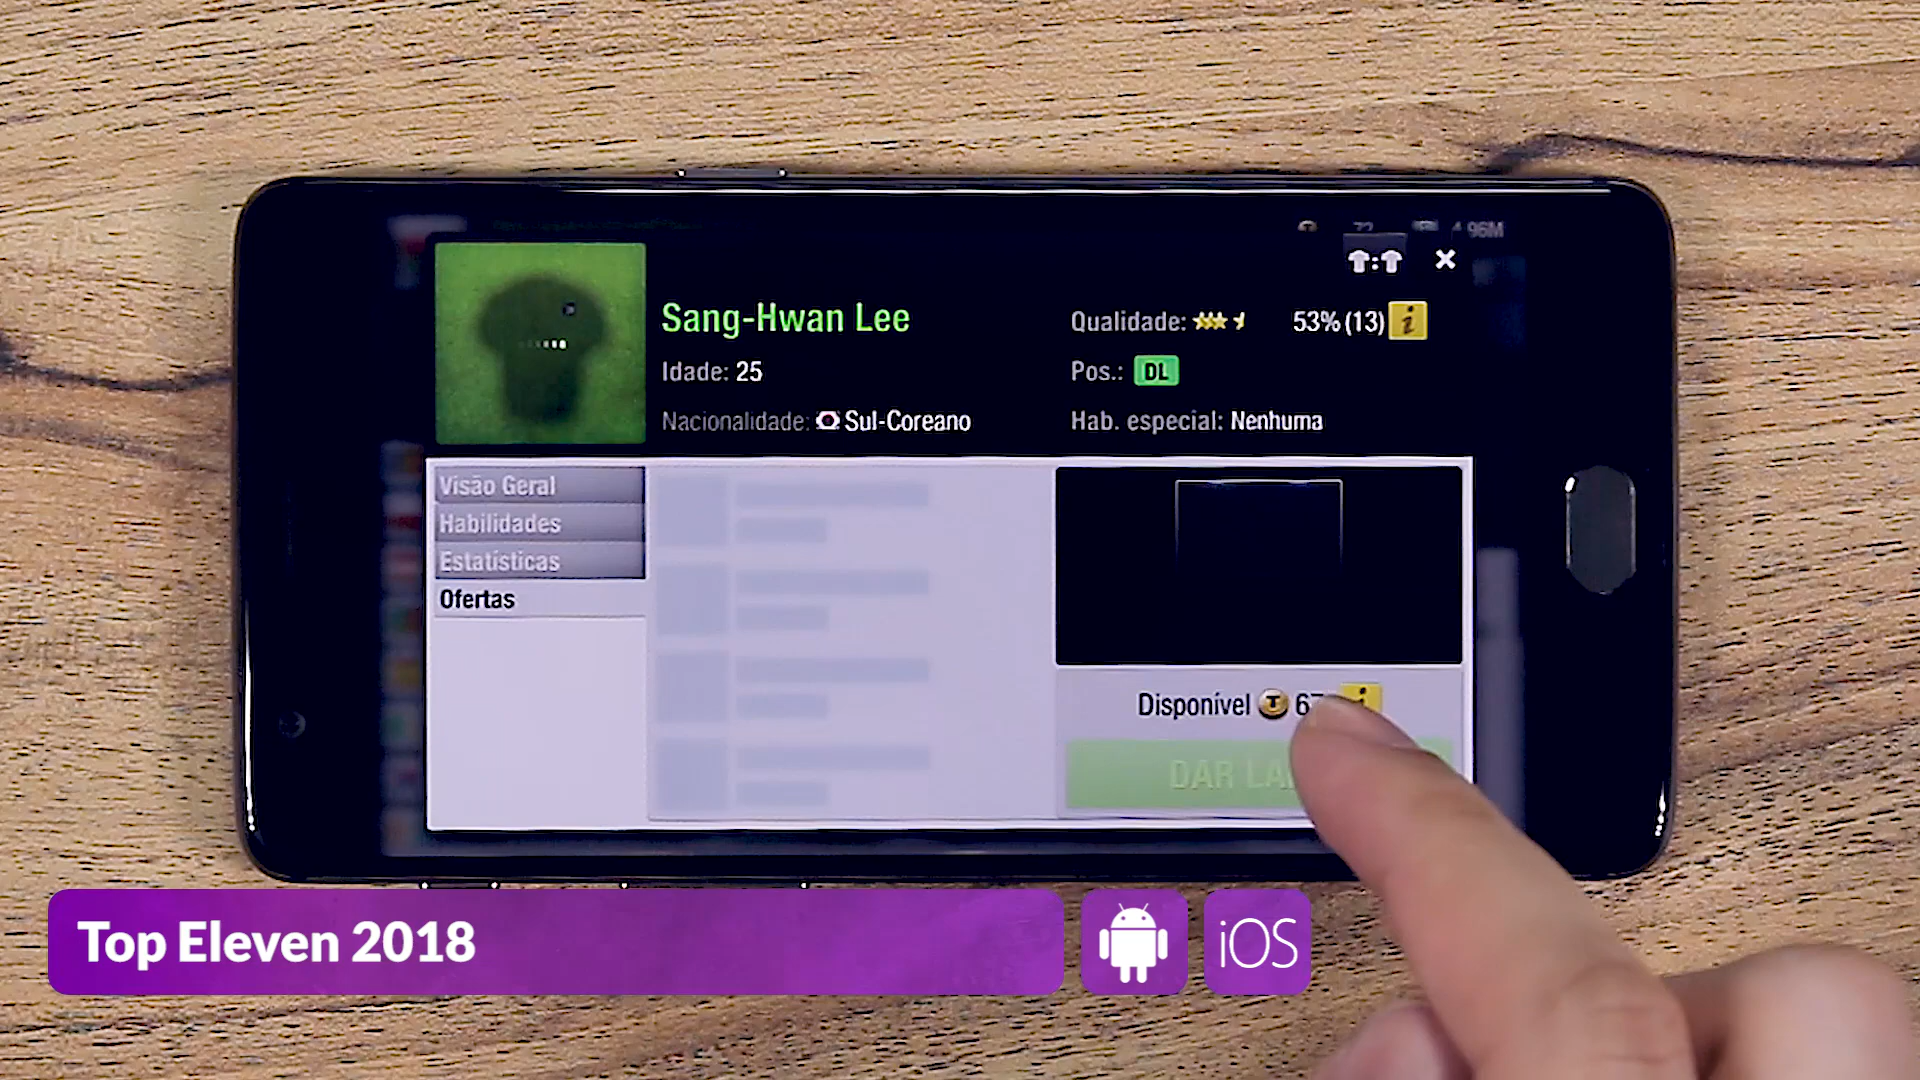 Sang-Hwan Lee
Idade: 25
Nacionalidade: Sul-Coreano
Qualidade: 53% (13) i
Pos.: DL
Hab. especial: Nenhuma
Visão Geral
Habilidades
Estatísticas
Ofertas
Disponível T
DAR
Top Eleven 2018
iOS